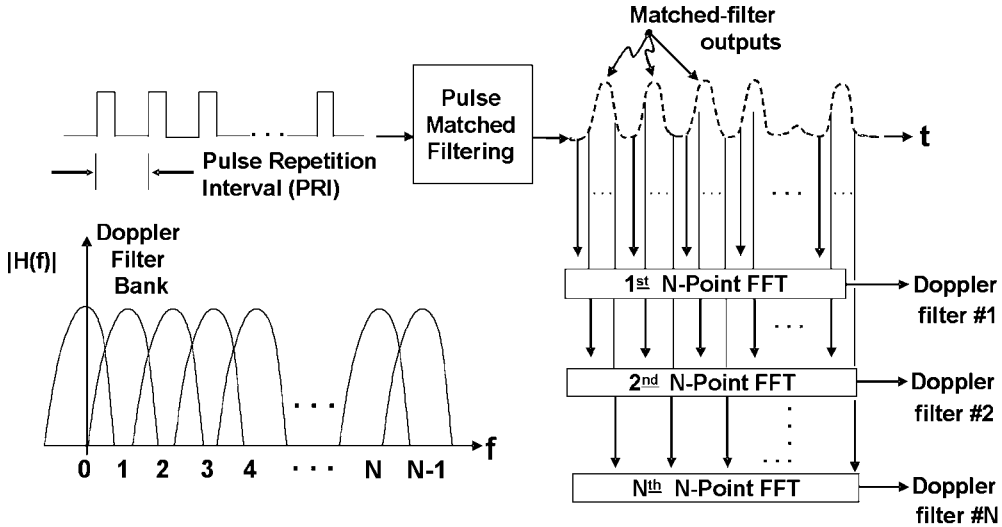 Matched-filter
outputs
Pulse
Matched
Filtering
t
Pulse Repetition
Interval (PRI)
Doppler
Filter
Bank
|H(f)|
f
0 1 2 3 4 .... N N-1
1st N-Point FFT
Doppler
filter #1
2nd N-Point FFT
Doppler
filter #2
Nth N-Point FFT
Doppler
filter #N